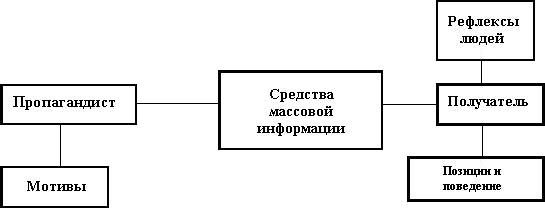 Пропагандист
Мотивы
Средства
массовой
информации
Рефлексы
людей
Получатель
Позиции и
поведение